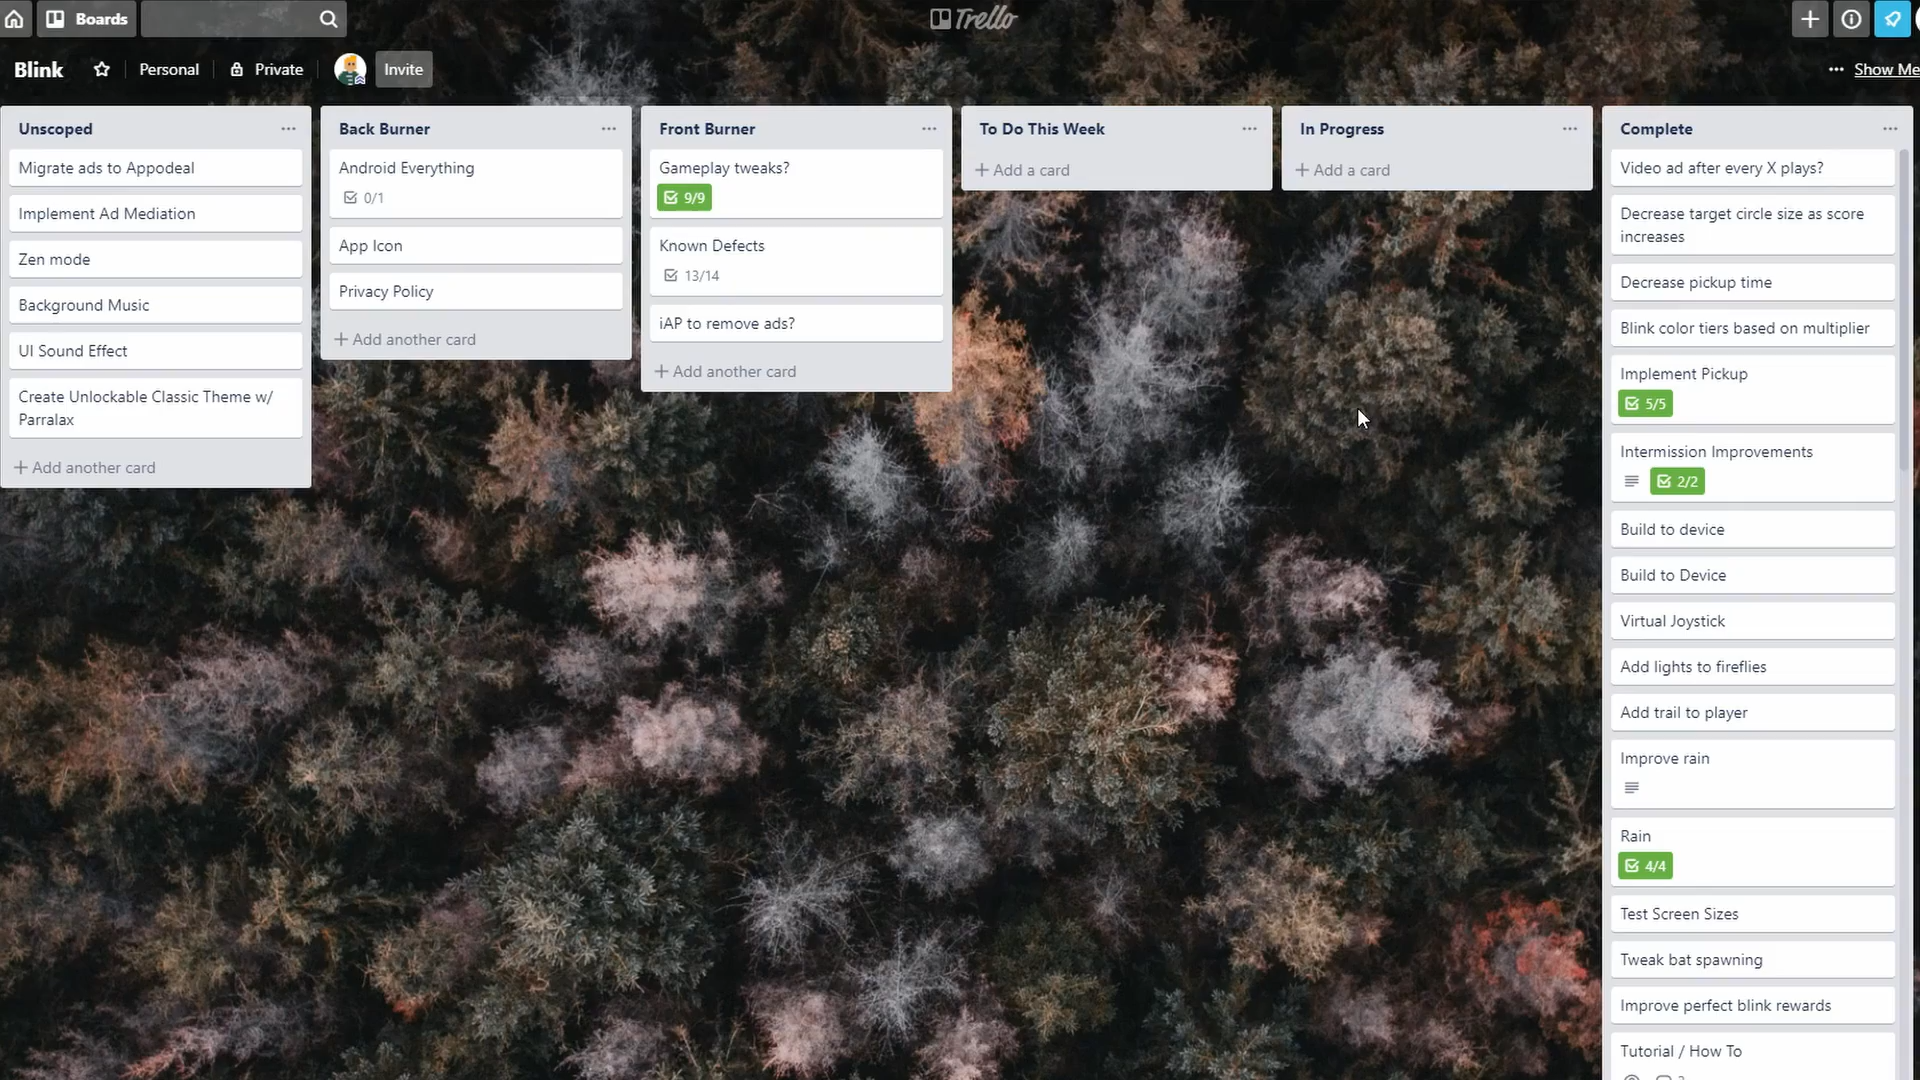 Boards
Trello
Blink
Personal
Private
Invite
Show Me
Unscoped
Migrate ads to Appodeal
Implement Ad Mediation
Zen mode
Background Music
UI Sound Effect
Create Unlockable Classic Theme w/
Parralax
Add another card
Back Burner
Android Everything
0/1
App Icon
Privacy Policy
Add another card
Front Burner
Gameplay tweaks?
9/9
Known Defects
13/14
iAP to remove ads?
Add another card
To Do This Week
Add a card
In Progress
Add a card
Complete
Video ad after every X plays?
Decrease target circle size as score
increases
Decrease pickup time
Blink color tiers based on multiplier
Implement Pickup
5/5
Intermission Improvements
2/2
Build to device
Build to Device
Virtual Joystick
Add lights to fireflies
Add trail to player
Improve rain
Rain
4/4
Test Screen Sizes
Tweak bat spawning
Improve perfect blink rewards
Tutorial / How To